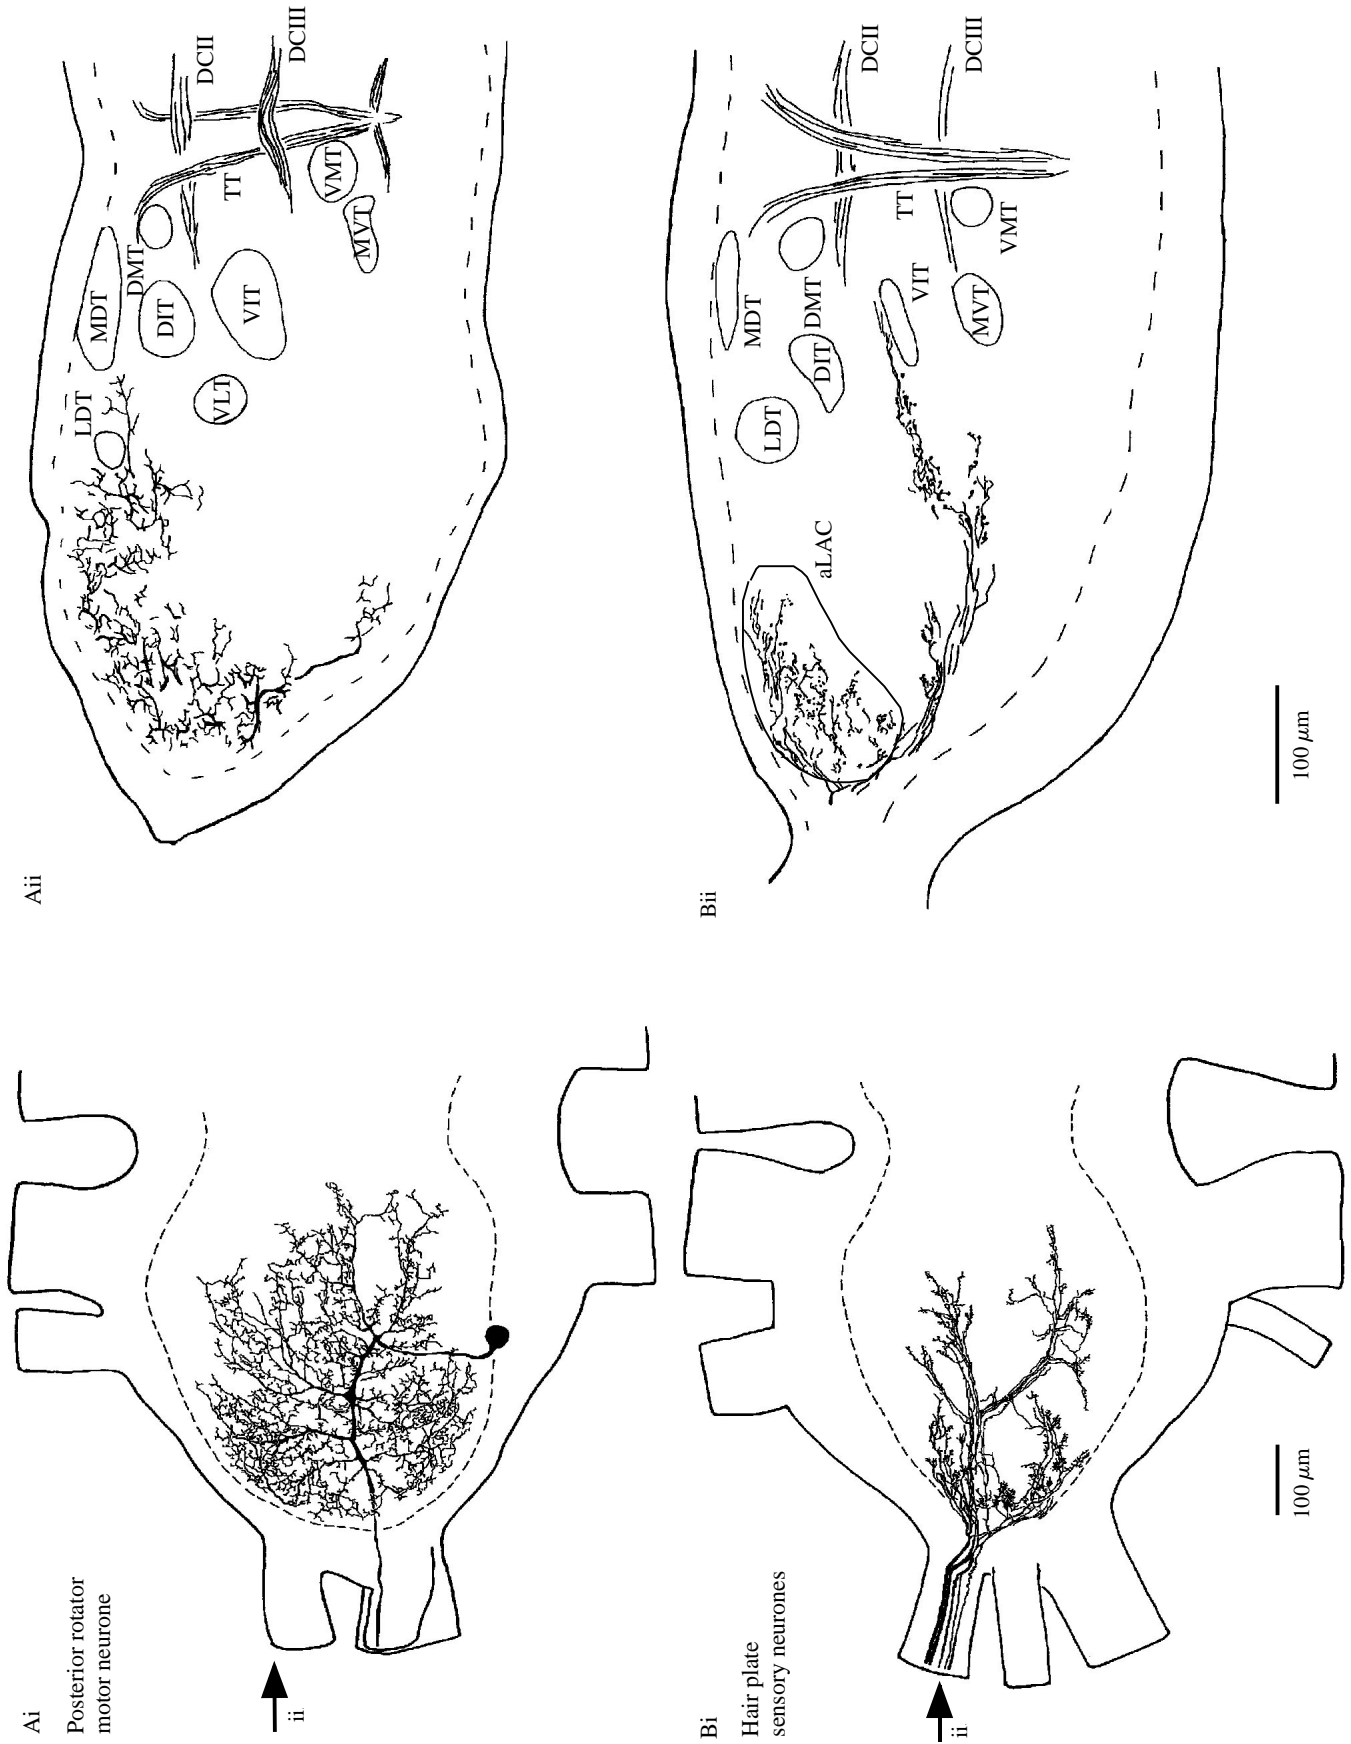 Ai
Posterior rotator
motor neurone
ii
Aii
LDT
MDT
DMT
DIT
VLT
VIT
TT
DCII
DCIII
VMT
MVT
Bi
Hair plate
sensory neurones
ii
100 µm
Bii
aLAC
LDT
MDT
DMT
DIT
VIT
TT
DCII
DCIII
VMT
MVT
100 µm